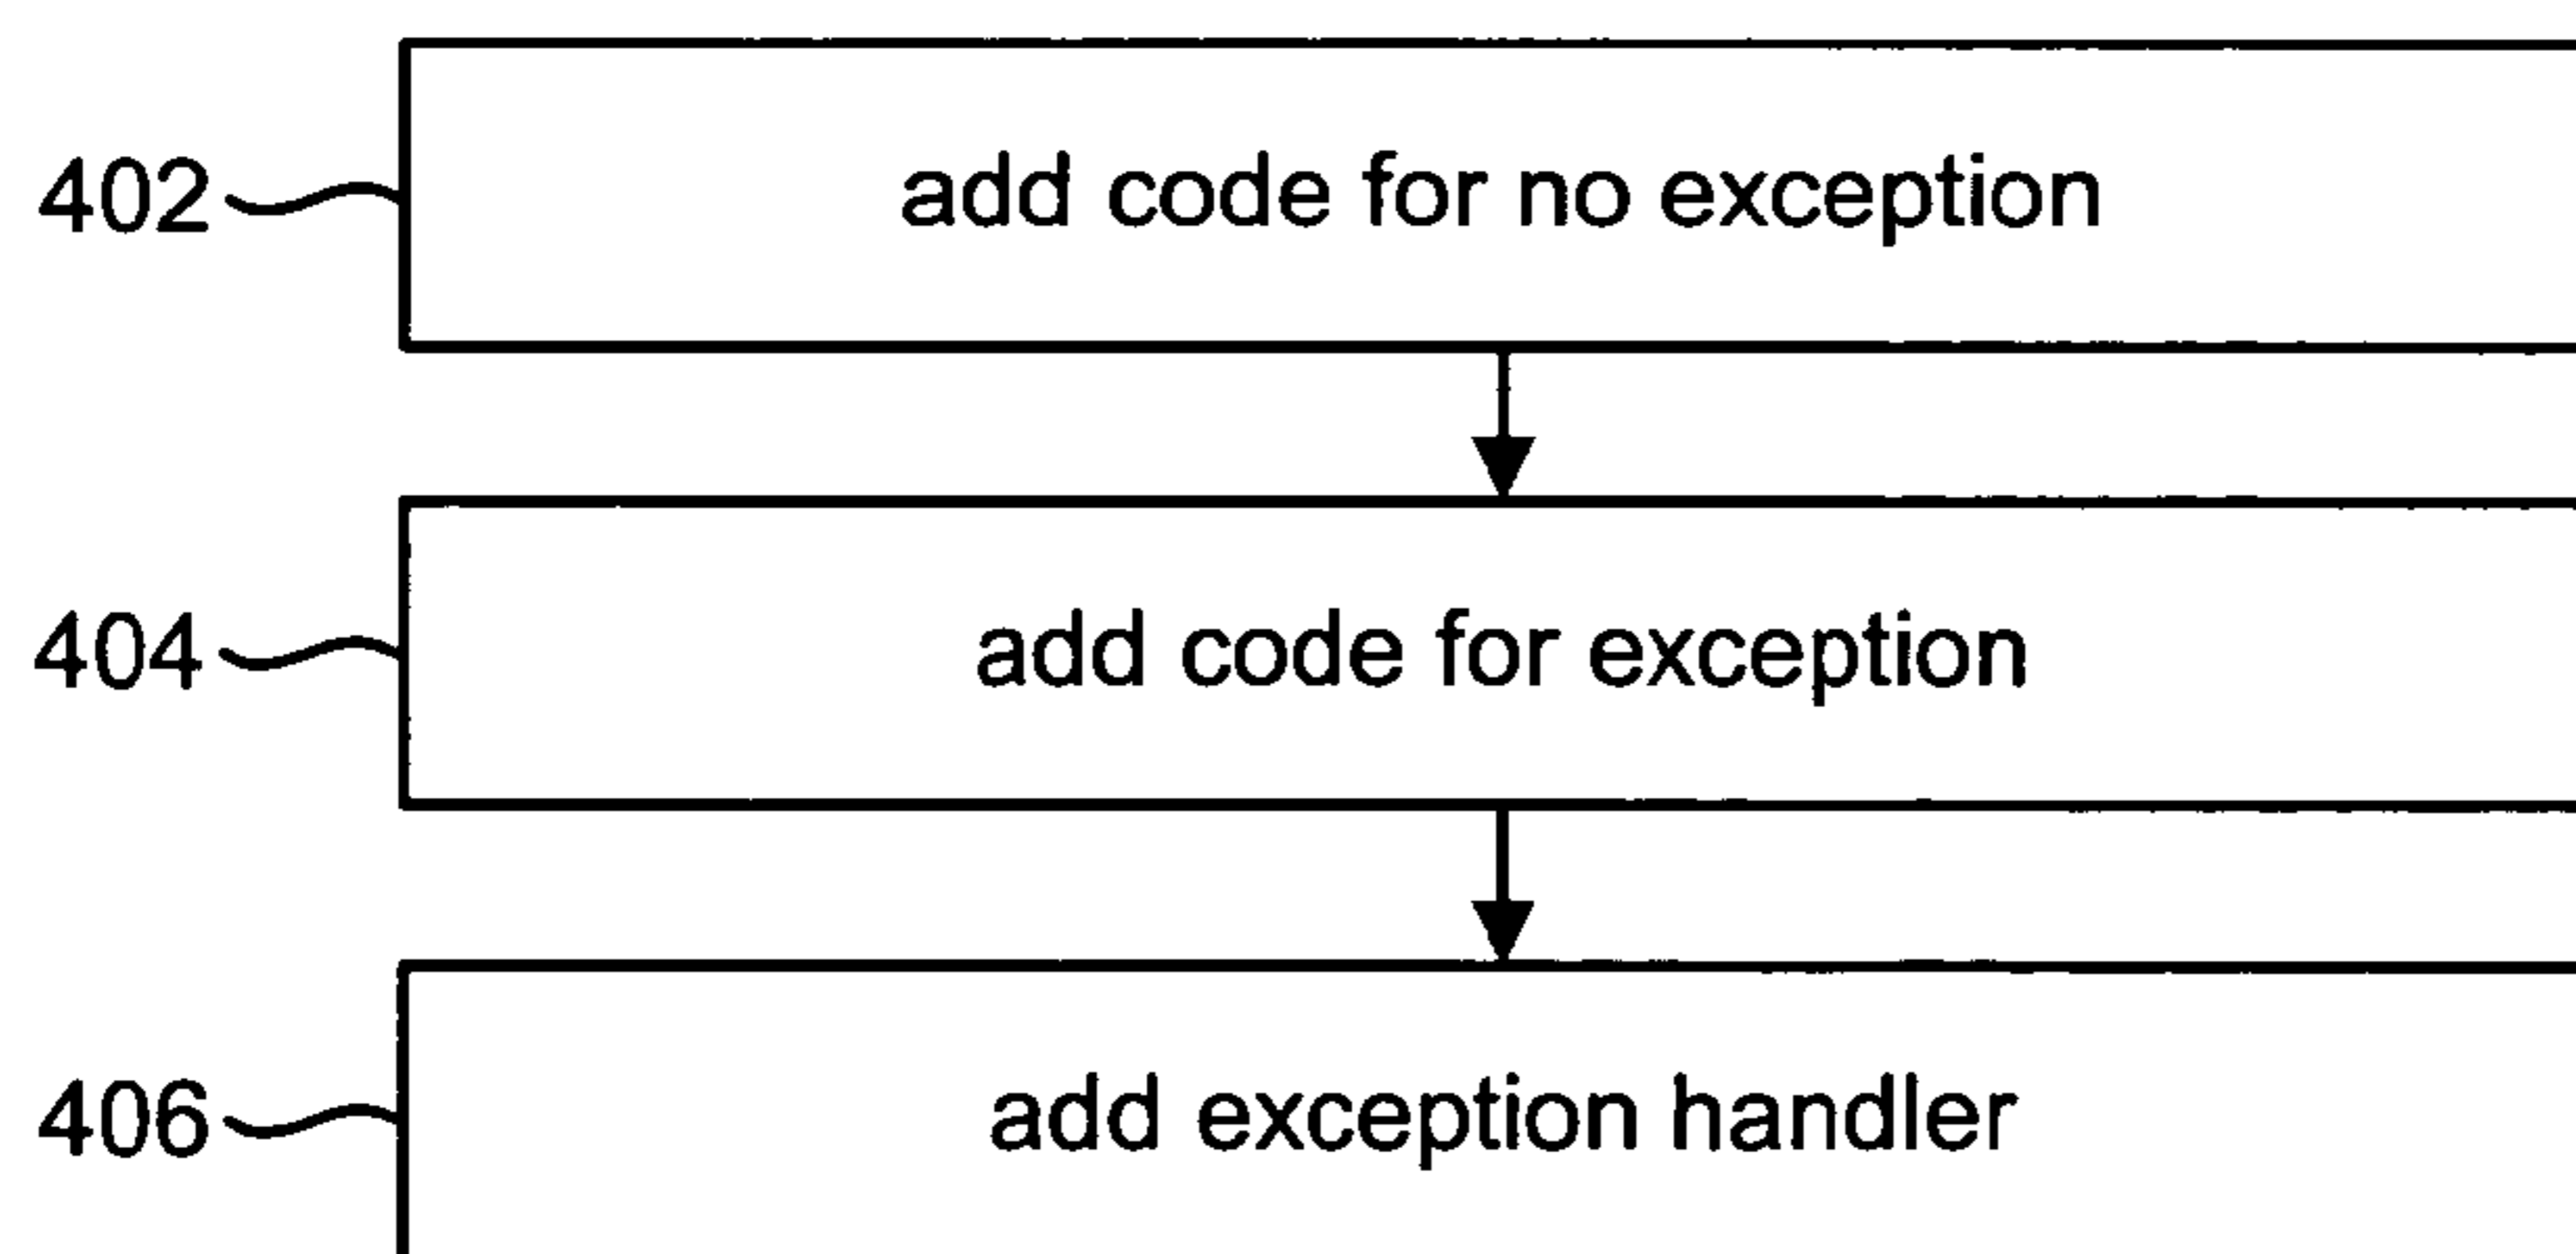 402 add code for no exception
404 add code for exception
406 add exception handler